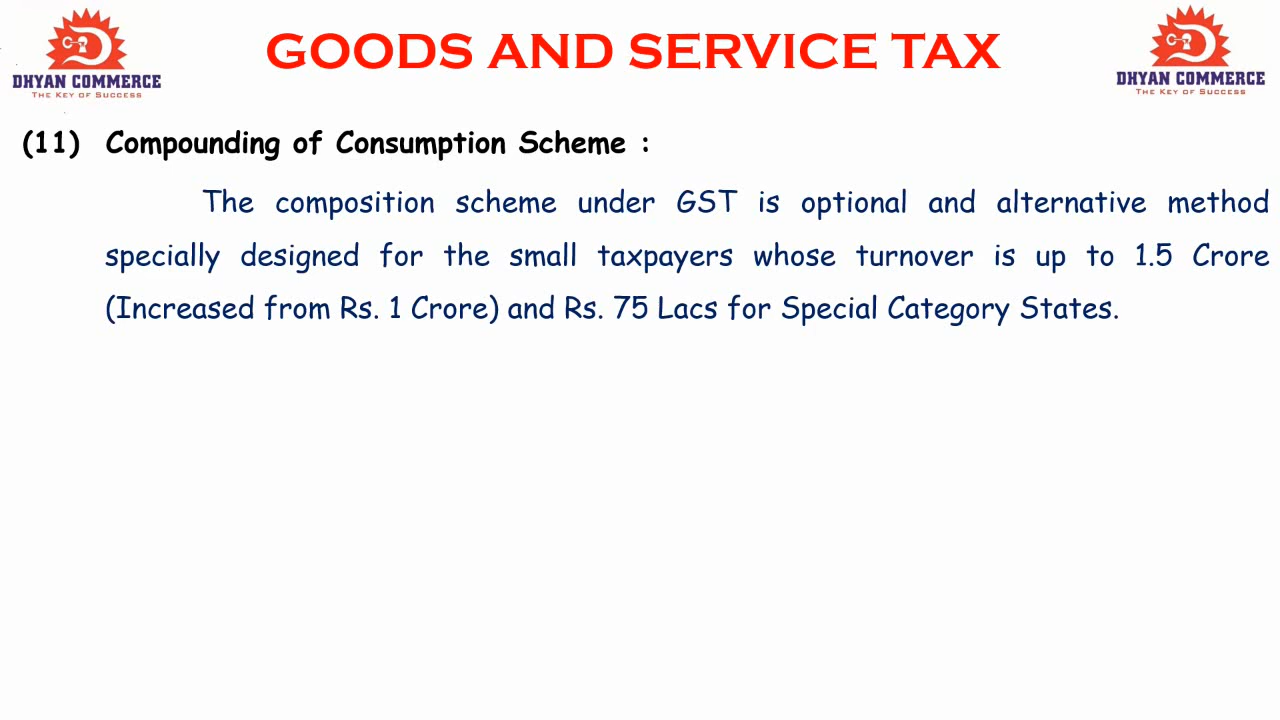 GOODS AND SERVICE TAX
DHYAN COMMERCE
The Key of Success
DHYAN COMMERCE
The Key of Success
(11) Compounding of Consumption Scheme :
The composition scheme under GST is optional and alternative method
specially designed for the small taxpayers whose turnover is up to 1.5 Crore
(Increased from Rs. 1 Crore) and Rs. 75 Lacs for Special Category States.